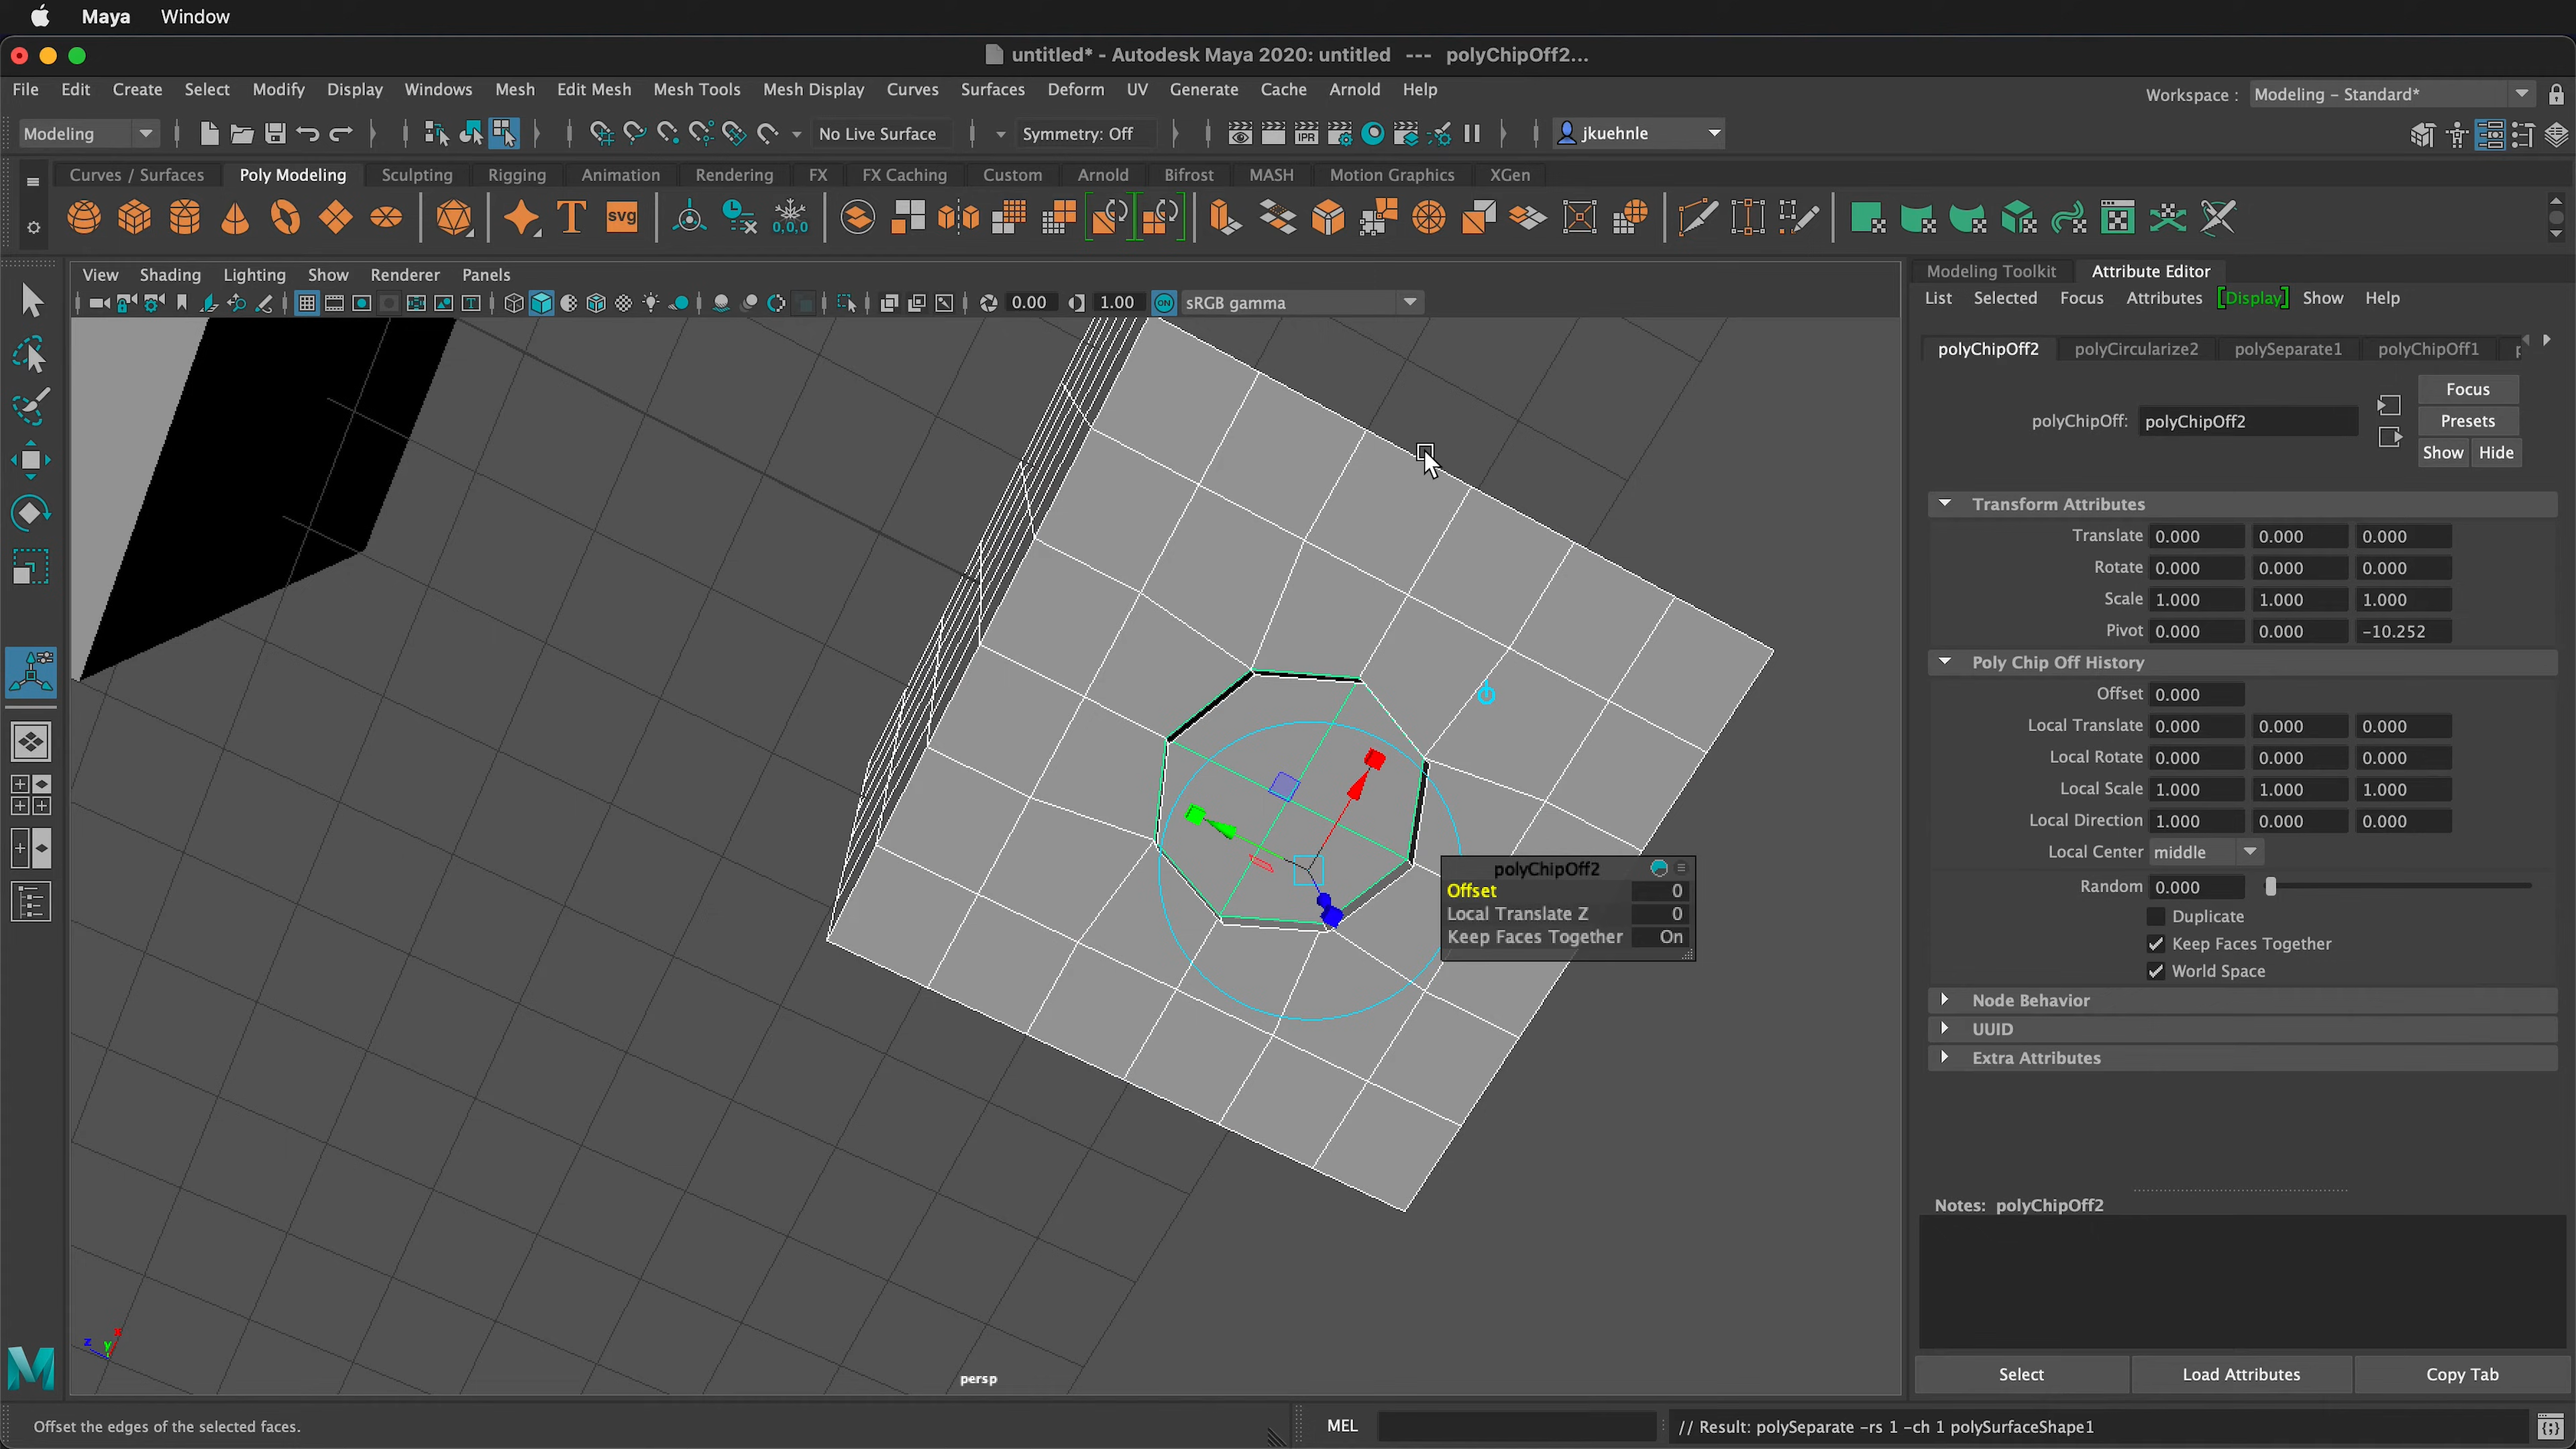 Maya Window
untitled* - Autodesk Maya 2020: untitled --- polyChipOff2...
File Edit Create Select Modify Display Windows Mesh Edit Mesh Mesh Tools Mesh Display Curves Surfaces Deform UV Generate Cache Arnold Help
Workspace : Modeling - Standard*
Modeling No Live Surface Symmetry: Off IPR jkuehnle
Curves / Surfaces Poly Modeling Sculpting Rigging Animation Rendering FX FX Caching Custom Arnold Bifrost MASH Motion Graphics XGen
T svg 0,0,0
View Shading Lighting Show Renderer Panels
0.00 1.00 ON sRGB gamma
Modeling Toolkit Attribute Editor
List Selected Focus Attributes [Display] Show Help
polyChipOff2 polyCircularize2 polySeparate1 polyChipOff1
Focus
polyChipOff: polyChipOff2 Presets
Show Hide
Transform Attributes
Translate 0.000 0.000 0.000
Rotate 0.000 0.000 0.000
Scale 1.000 1.000 1.000
Pivot 0.000 0.000 -10.252
Poly Chip Off History
Offset 0.000
Local Translate 0.000 0.000 0.000
Local Rotate 0.000 0.000 0.000
Local Scale 1.000 1.000 1.000
Local Direction 1.000 0.000 0.000
Local Center middle
Random 0.000
Duplicate
Keep Faces Together
World Space
Node Behavior
UUID
Extra Attributes
polyChipOff2
Offset 0
Local Translate Z 0
Keep Faces Together On
Notes: polyChipOff2
z y x
persp
M
Select Load Attributes Copy Tab
Offset the edges of the selected faces.
MEL
// Result: polySeparate -rs 1 -ch 1 polySurfaceShape1